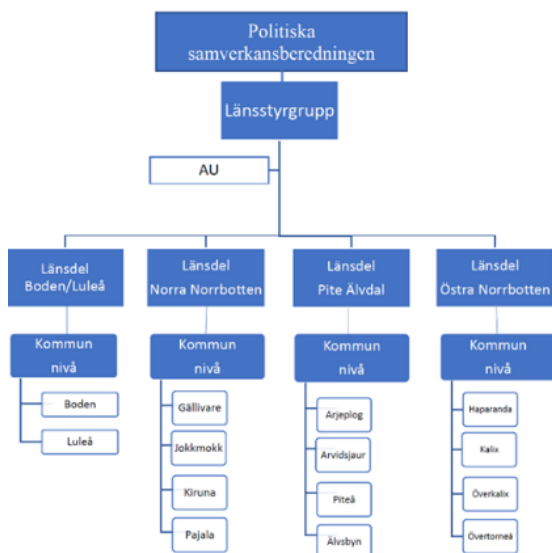 Politiska
samverkansberedningen
Länsstyrgrupp
AU
Länsdel
Boden/Luleå
Kommun
nivå
Boden
Luleå
Länsdel
Norra Norrbotten
Kommun
nivå
Gällivare
Jokkmokk
Kiruna
Pajala
Länsdel
Pite Älvdal
Kommun
nivå
Arjeplog
Arvidsjaur
Piteå
Älvsbyn
Länsdel
Östra Norrbotten
Kommun
nivå
Haparanda
Kalix
Överkalix
Övertorneå